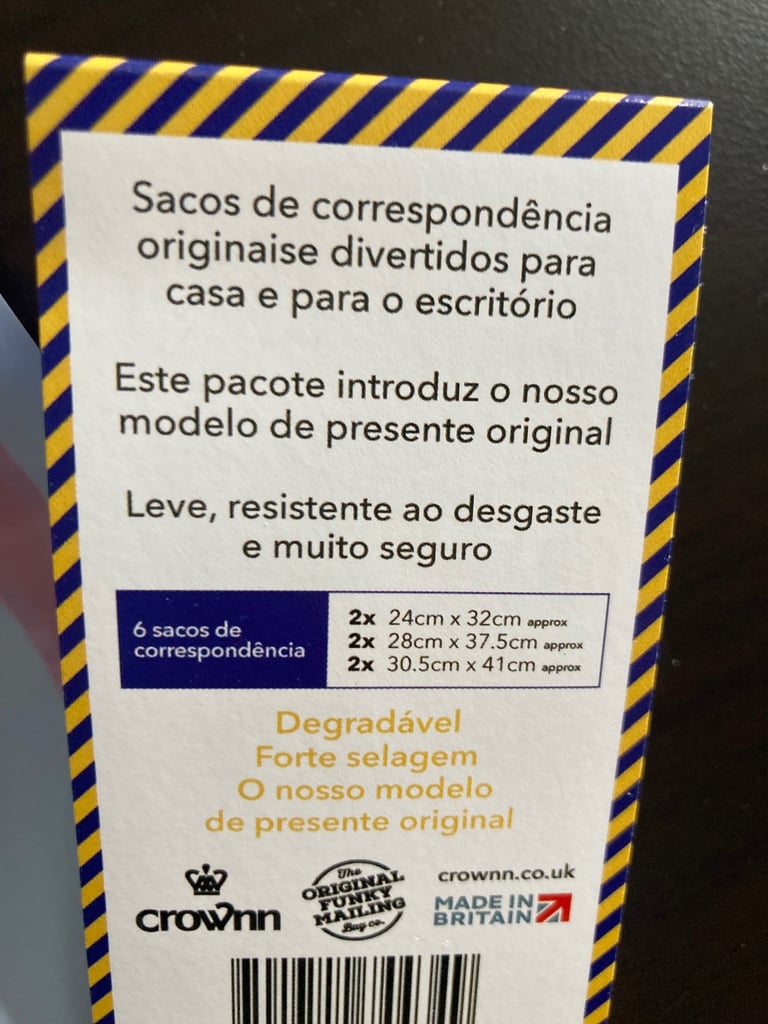 Sacos de correspondência
originaise divertidos para
casa e para o escritório
Este pacote introduz o nosso
modelo de presente original
Leve, resistente ao desgaste
e muito seguro
6 sacos de
correspondência
2x 24cm x 32cm approx
2x 28cm x 37.5cm approx
2x 30.5cm x 41cm approx
Degradável
Forte selagem
O nosso modelo
de presente original
crownn
The
ORIGINAL
FUNKY
MAILING
Bag co.
crownn.co.uk
MADE IN
BRITAIN